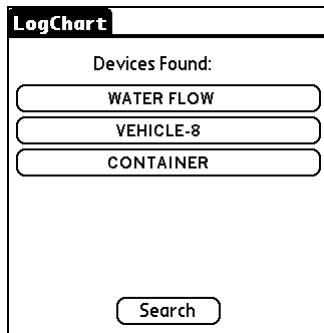 LogChart
Devices Found:
WATER FLOW
VEHICLE-8
CONTAINER
Search